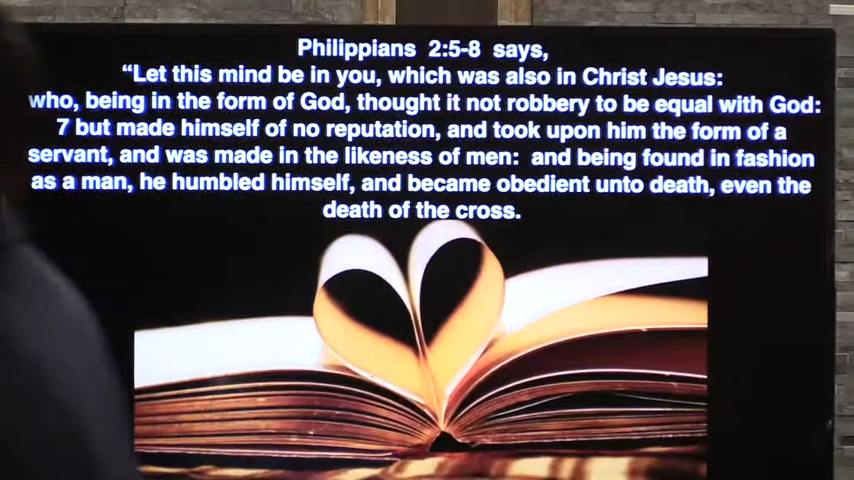 Philippians 2:5-8 says,
“Let this mind be in you, which was also in Christ Jesus:
who, being in the form of God, thought it not robbery to be equal with God:
7 but made himself of no reputation, and took upon him the form of a
servant, and was made in the likeness of men: and being found in fashion
as a man, he humbled himself, and became obedient unto death, even the
death of the cross.